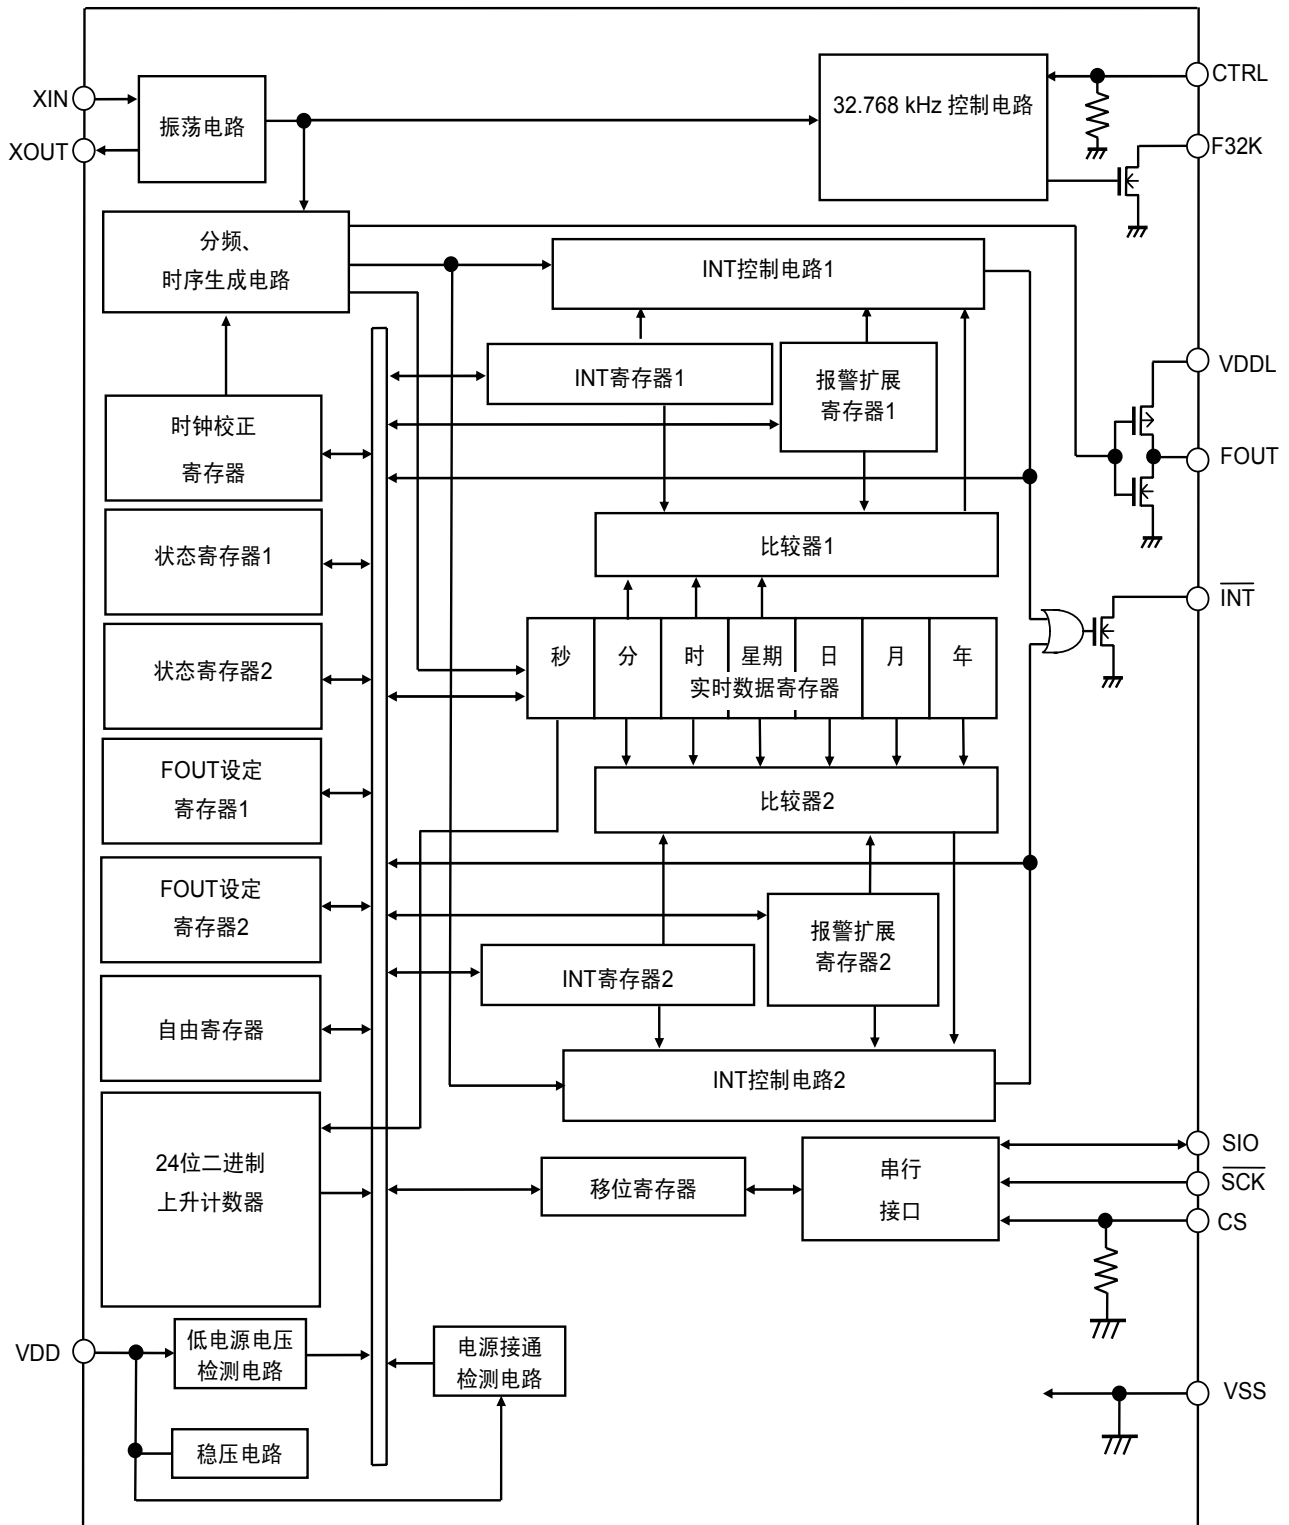 XIN
XOUT
振荡电路
32.768 kHz 控制电路
CTRL
F32K
分频、
时序生成电路
INT控制电路1
INT寄存器1
报警扩展
寄存器1
VDDL
FOUT
时钟校正
寄存器
状态寄存器1
比较器1
INT
状态寄存器2
秒
分
时
星期
日
月
年
实时数据寄存器
FOUT设定
寄存器1
比较器2
FOUT设定
寄存器2
报警扩展
寄存器2
INT寄存器2
自由寄存器
INT控制电路2
24位二进制
上升计数器
移位寄存器
串行
接口
SIO
SCK
CS
VDD
低电源电压
检测电路
电源接通
检测电路
VSS
稳压电路